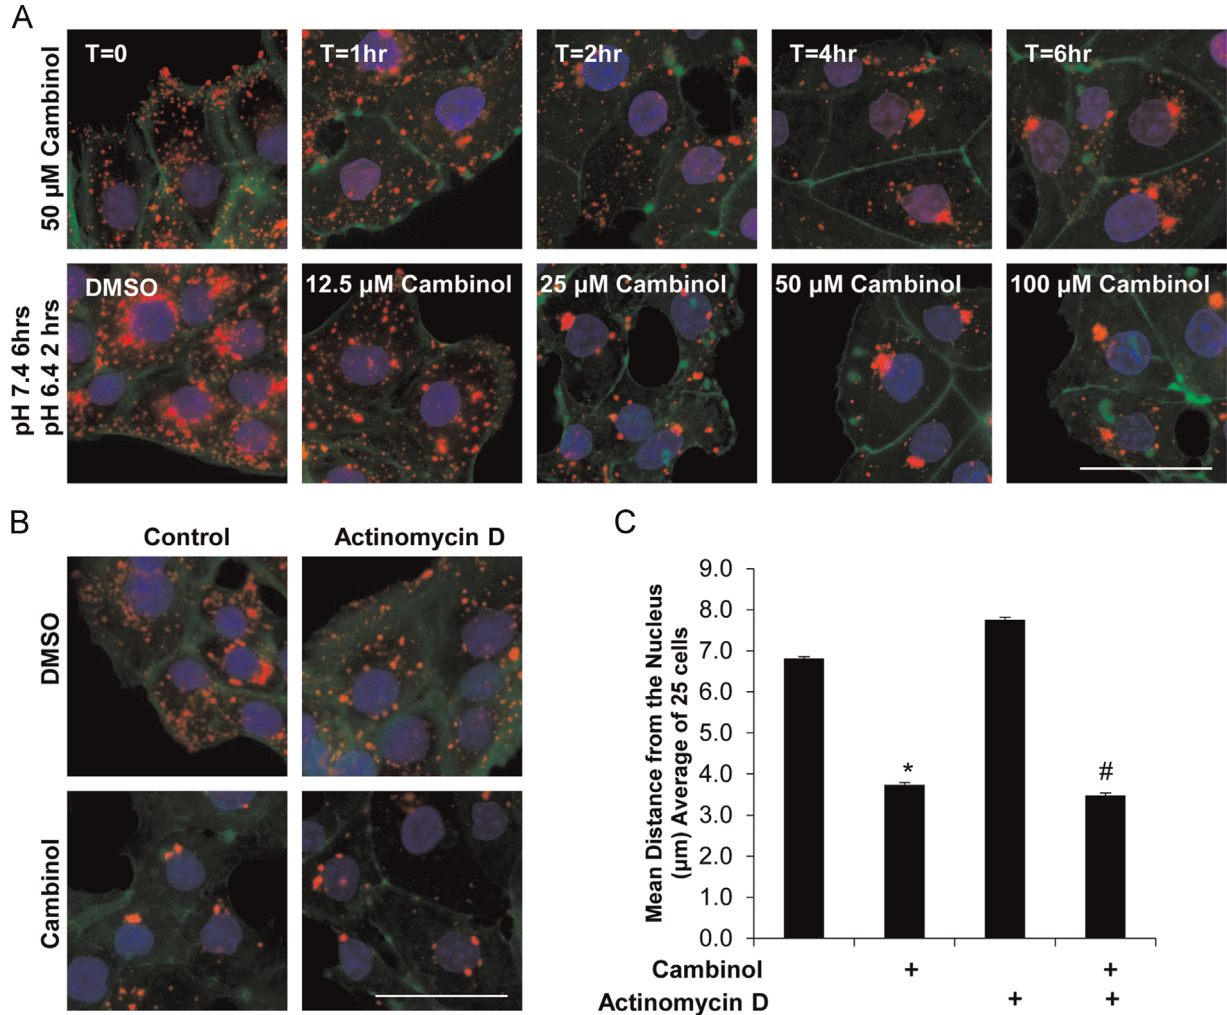 A
50 µM Cambinol
T=0
T=1hr
T=2hr
T=4hr
T=6hr
pH 7.4 6hrs
pH 6.4 2 hrs
DMSO
12.5 µM Cambinol
25 µM Cambinol
50 µM Cambinol
100 µM Cambinol
B
Control
Actinomycin D
DMSO
Cambinol
C
Mean Distance from the Nucleus
(µm) Average of 25 cells
9.0
8.0
7.0
6.0
5.0
4.0
3.0
2.0
1.0
0.0
*
#
Cambinol + +
Actinomycin D + +